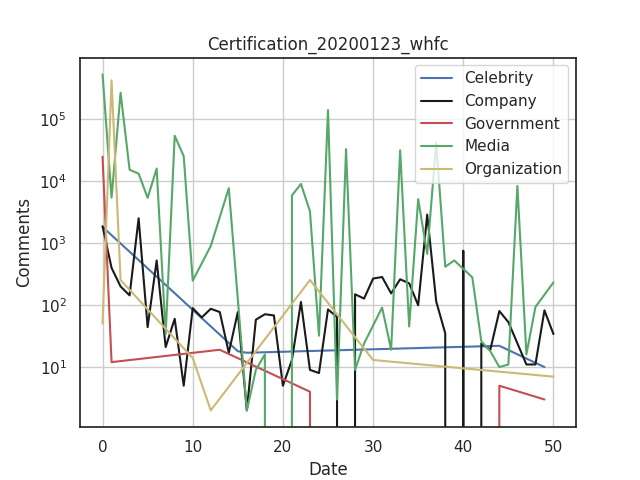 Certification_20200123_whfc
Celebrity
Company
Government
Media
Organization
10^5
10^4
10^3
10^2
10^1
Comments
0 10 20 30 40 50
Date